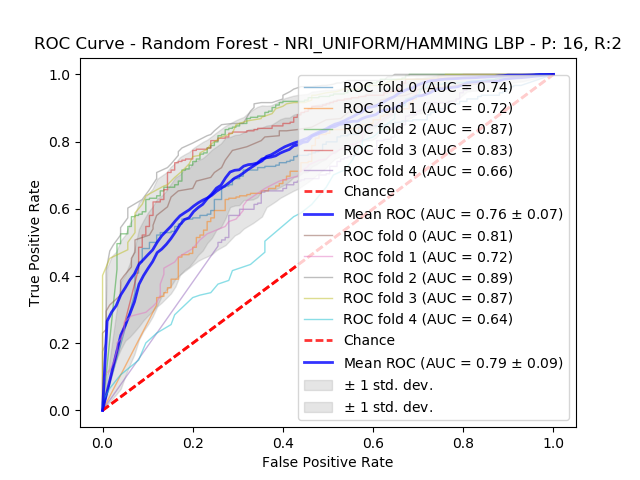 ROC Curve - Random Forest - NRI_UNIFORM/HAMMING LBP - P: 16, R:2
True Positive Rate
1.0
0.8
0.6
0.4
0.2
0.0
ROC fold 0 (AUC = 0.74)
ROC fold 1 (AUC = 0.72)
ROC fold 2 (AUC = 0.87)
ROC fold 3 (AUC = 0.83)
ROC fold 4 (AUC = 0.66)
Chance
Mean ROC (AUC = 0.76 ± 0.07)
ROC fold 0 (AUC = 0.81)
ROC fold 1 (AUC = 0.72)
ROC fold 2 (AUC = 0.89)
ROC fold 3 (AUC = 0.87)
ROC fold 4 (AUC = 0.64)
Chance
Mean ROC (AUC = 0.79 ± 0.09)
± 1 std. dev.
± 1 std. dev.
0.0 0.2 0.4 0.6 0.8 1.0
False Positive Rate